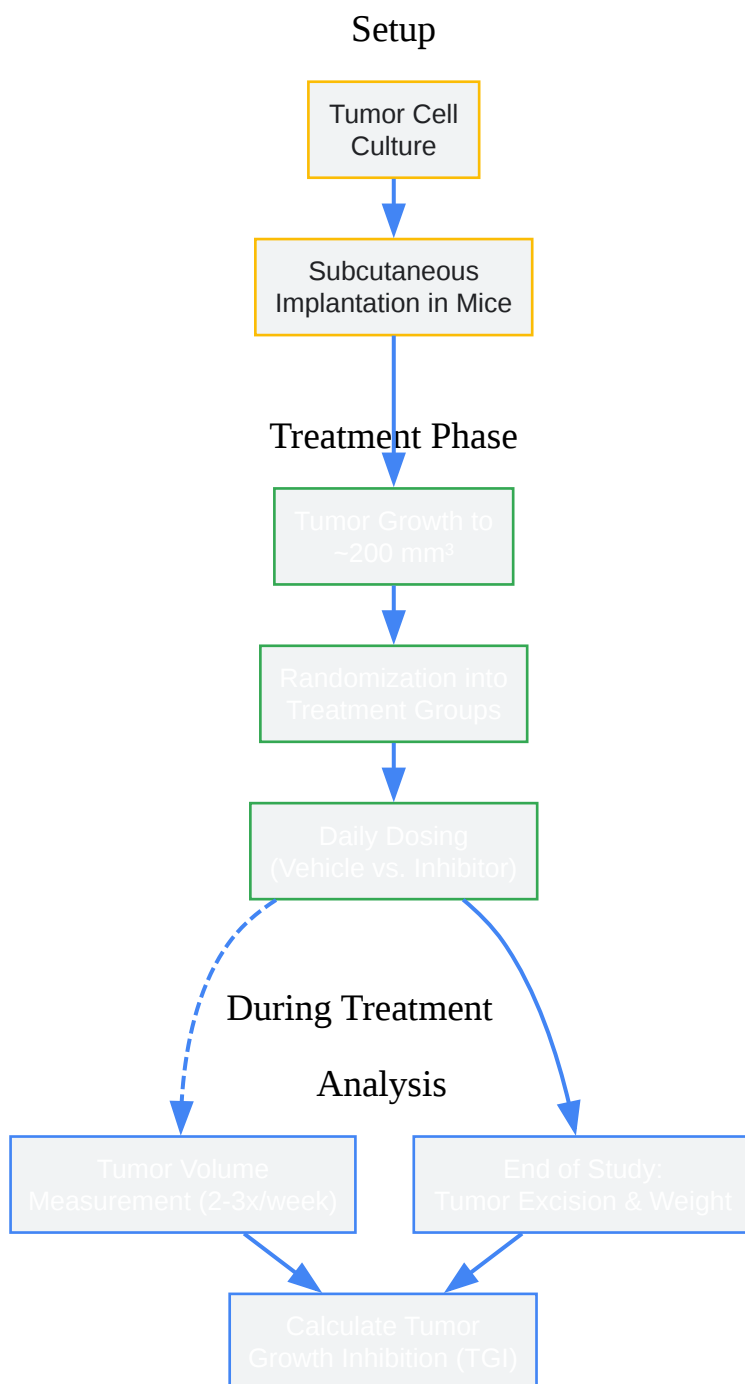 Setup
Tumor Cell
Culture
Subcutaneous
Implantation in Mice
Treatment Phase
Tumor Growth to
~200 mm³
Randomization into
Treatment Groups
Daily Dosing
(Vehicle vs. Inhibitor)
During Treatment
Analysis
Tumor Volume
Measurement (2-3x/week)
End of Study:
Tumor Excision & Weight
Calculate Tumor
Growth Inhibition (TGI)